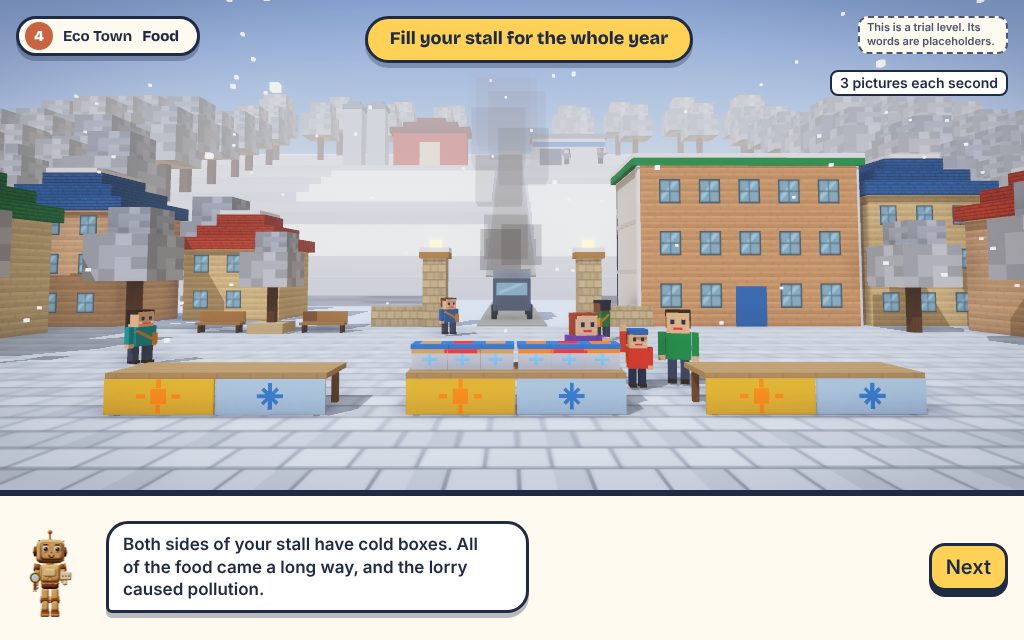 4 Eco Town Food
Fill your stall for the whole year
This is a trial level. Its
words are placeholders.
3 pictures each second
Both sides of your stall have cold boxes. All
of the food came a long way, and the lorry
caused pollution.
Next